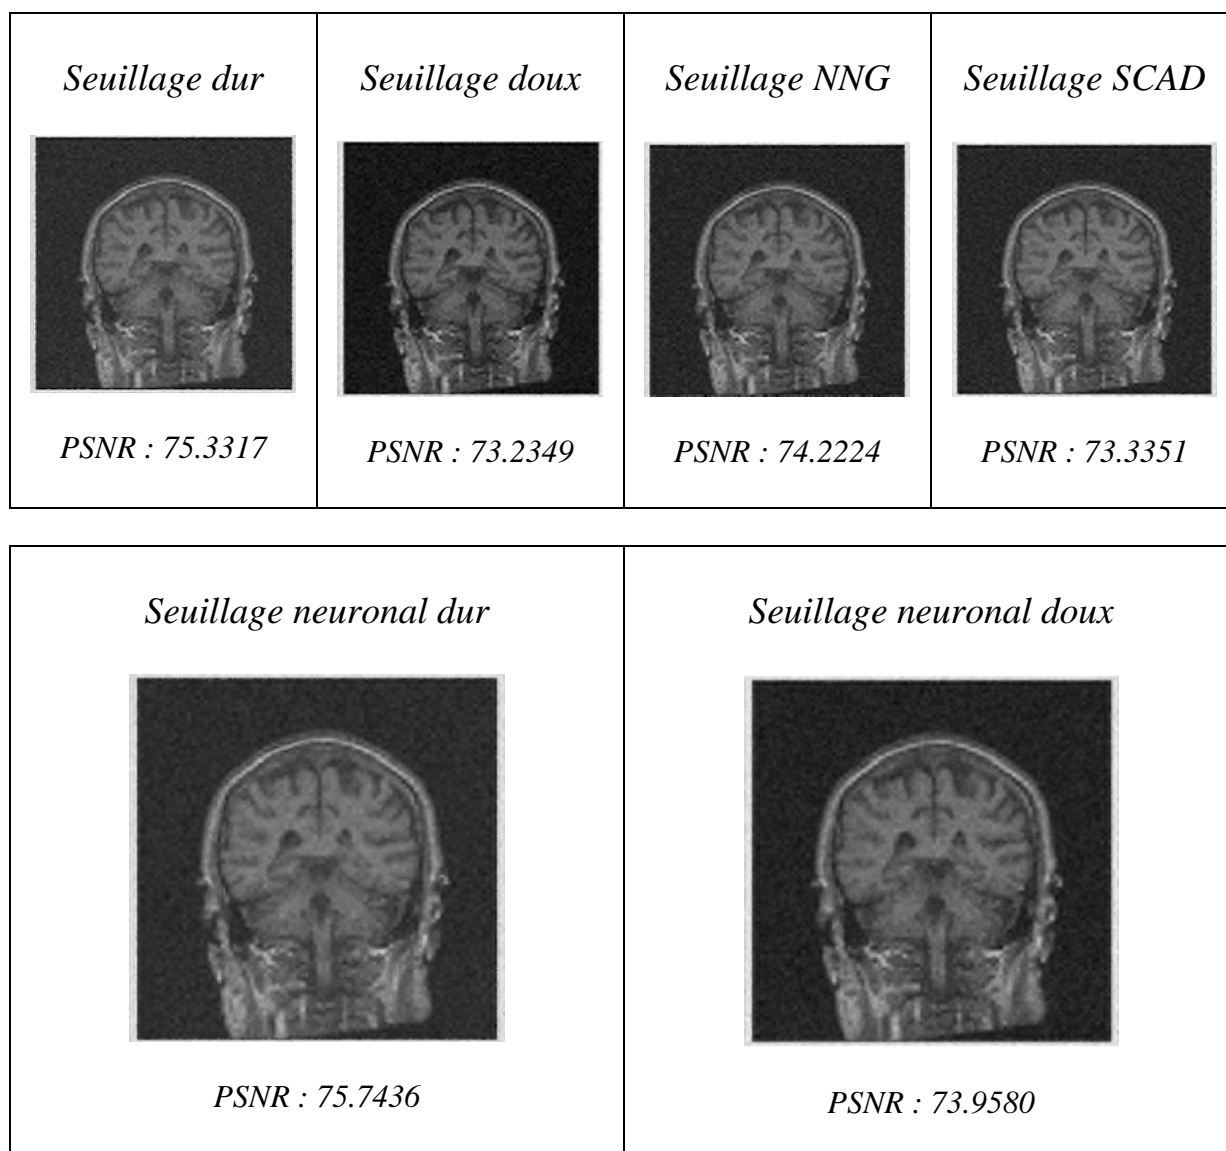 Seuillage dur
Seuillage doux
Seuillage NNG
Seuillage SCAD
PSNR : 75.3317
PSNR : 73.2349
PSNR : 74.2224
PSNR : 73.3351
Seuillage neuronal dur
Seuillage neuronal doux
PSNR : 75.7436
PSNR : 73.9580